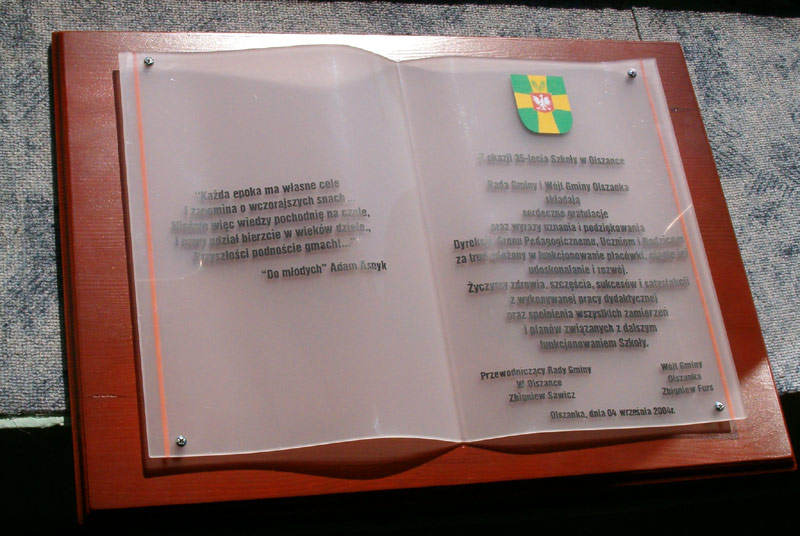 "Każda epoka ma własne cele
i zapomina o wczorajszych snach ...
Nieście więc wiedzy pochodnię na czele,
i nowy udział bierzcie w wieków dziele.,
Przyszłości podnoście gmach!..."
"Do młodych" Adam Asnyk
Z okazji 35-lecia Szkoły w Olszance
Rada Gminy i Wójt Gminy Olszanka
składają
serdeczne gratulacje
oraz wyrazy uznania i podziękowania
Dyrekcji, Gronu Pedagogicznemu, Uczniom i Rodzicom
za trud włożony w funkcjonowanie placówki, ciągłe jej
udoskonalanie i rozwój.
Życzymy zdrowia, szczęścia, sukcesów i satysfakcji
z wykonywanej pracy dydaktycznej
oraz spełnienia wszystkich zamierzeń
i planów związanych z dalszym
funkcjonowaniem Szkoły.
Przewodniczący Rady Gminy
W Olszance
Zbigniew Sawicz
Wójt Gminy
Olszanka
Zbigniew Furs
Olszanka, dnia 04 września 2004r.